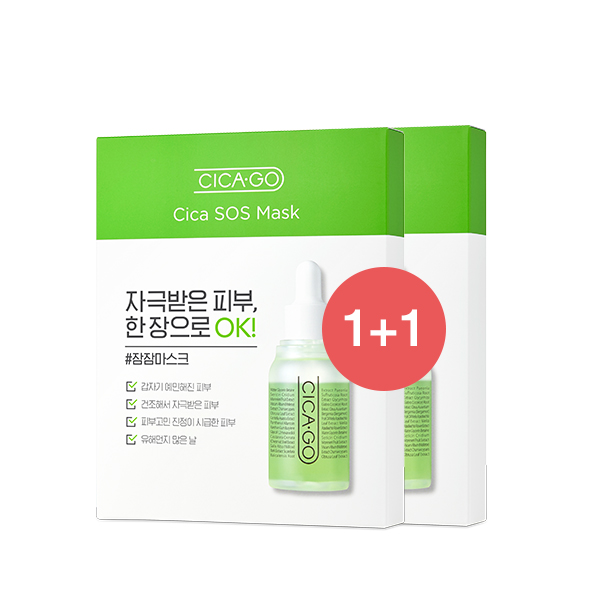 CICA·GO
Cica SOS Mask
자극받은 피부,
한 장으로 OK!
#장장마스크
갑자기 예민해진 피부
건조해서 자극받은 피부
피부고민 진정이 시급한 피부
유해먼지 많은 날
CICA·GO
1+1